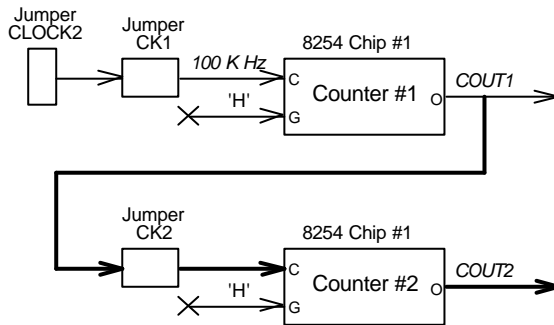 Jumper
CLOCK2
Jumper
CK1
100 K Hz
8254 Chip #1
C
Counter #1
O
COUT1
'H'
G
Jumper
CK2
8254 Chip #1
C
Counter #2
O
COUT2
'H'
G